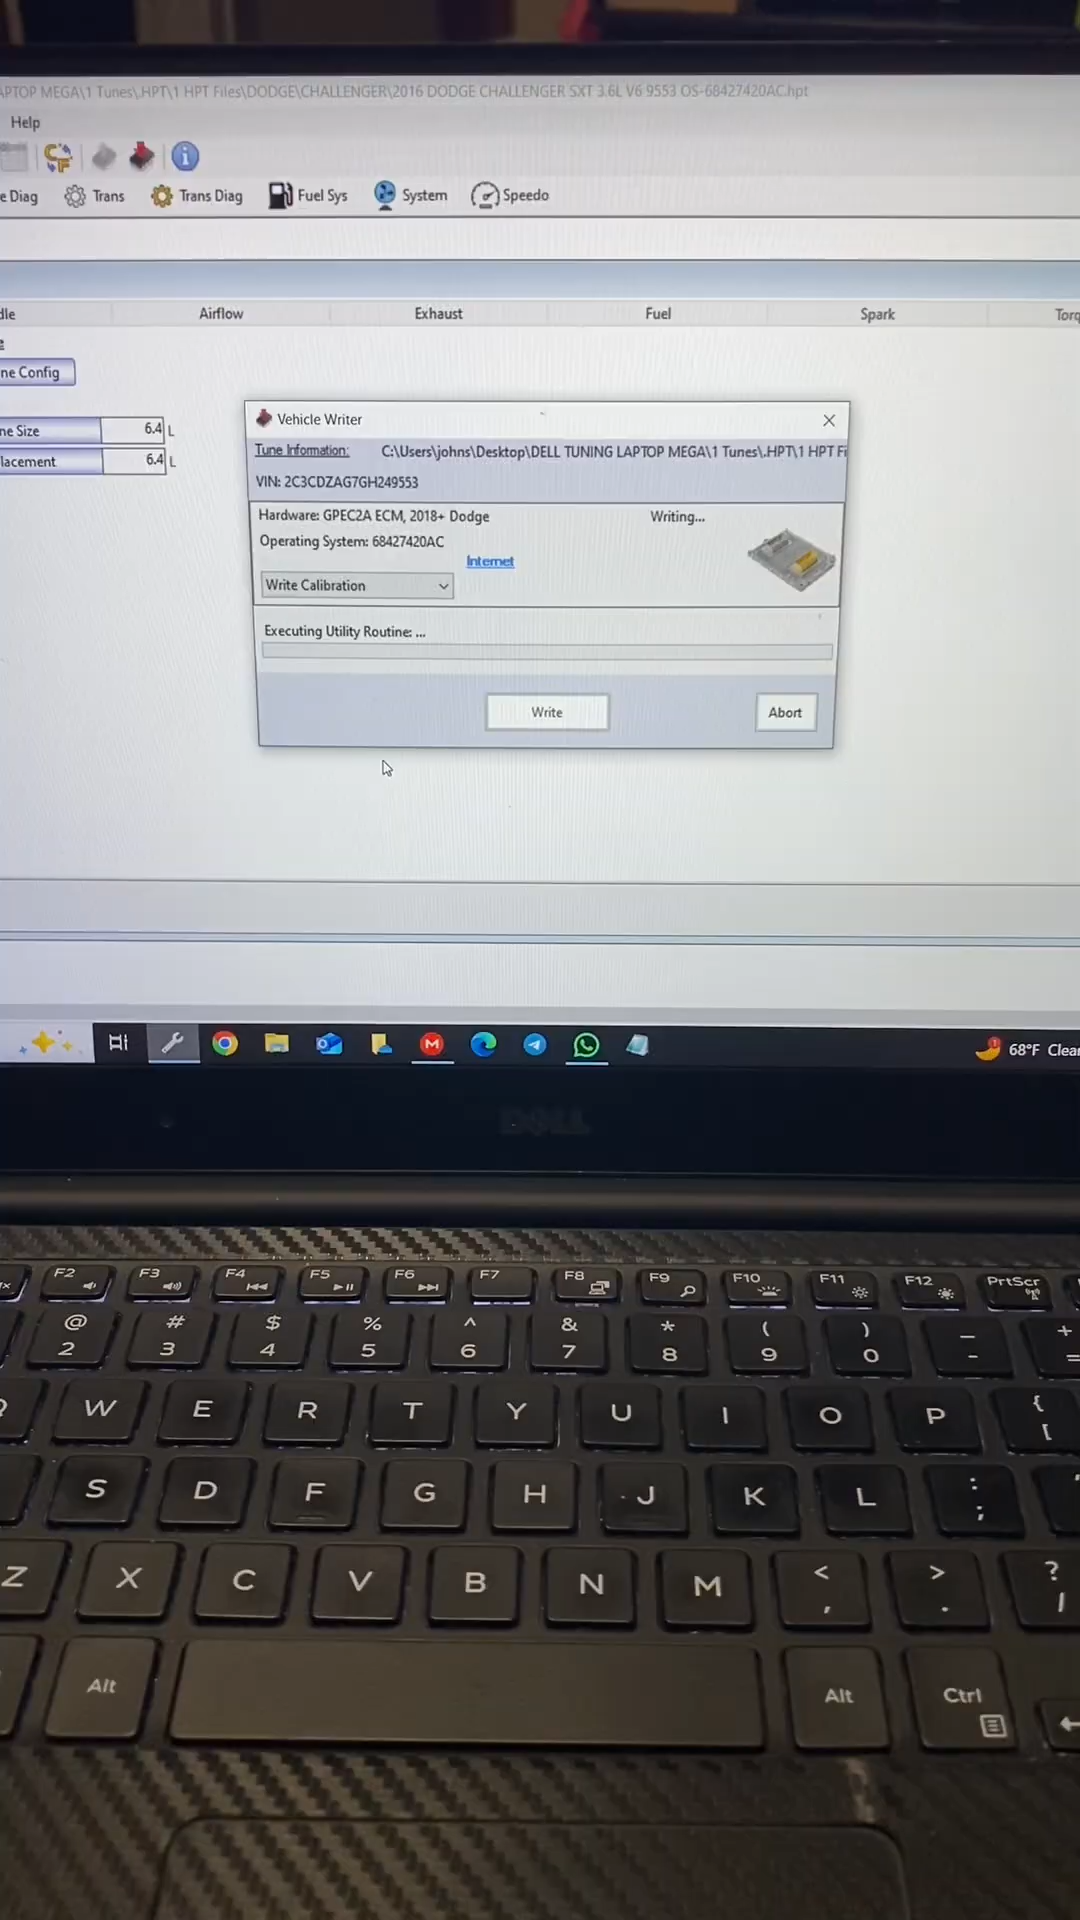 APTOP MEGA\1 Tunes\.HPT\1 HPT Files\DODGE\CHALLENGER\2016 DODGE CHALLENGER SXT 3.6L V6 9553 OS-68427420AC.hpt
Help
e Diag Trans Trans Diag Fuel Sys System Speedo
dle Airflow Exhaust Fuel Spark Torq
ne Config
ne Size 6.4 L
lacement 6.4 L
Vehicle Writer
Tune Information: C:\Users\johns\Desktop\DELL TUNING LAPTOP MEGA\1 Tunes\.HPT\1 HPT Fi
VIN: 2C3CDZAG7GH249553
Hardware: GPEC2A ECM, 2018+ Dodge Writing...
Operating System: 68427420AC
Internet
Write Calibration
Executing Utility Routine: ...
Write Abort
68°F Clear
DELL
F2 F3 F4 F5 F6 F7 F8 F9 F10 F11 F12 PrtScr
@ # $ % ^ & * ( ) _ +
2 3 4 5 6 7 8 9 0 - =
W E R T Y U I O P { [
S D F G H J K L : ;
Z X C V B N M < , > . ? /
Alt Alt Ctrl